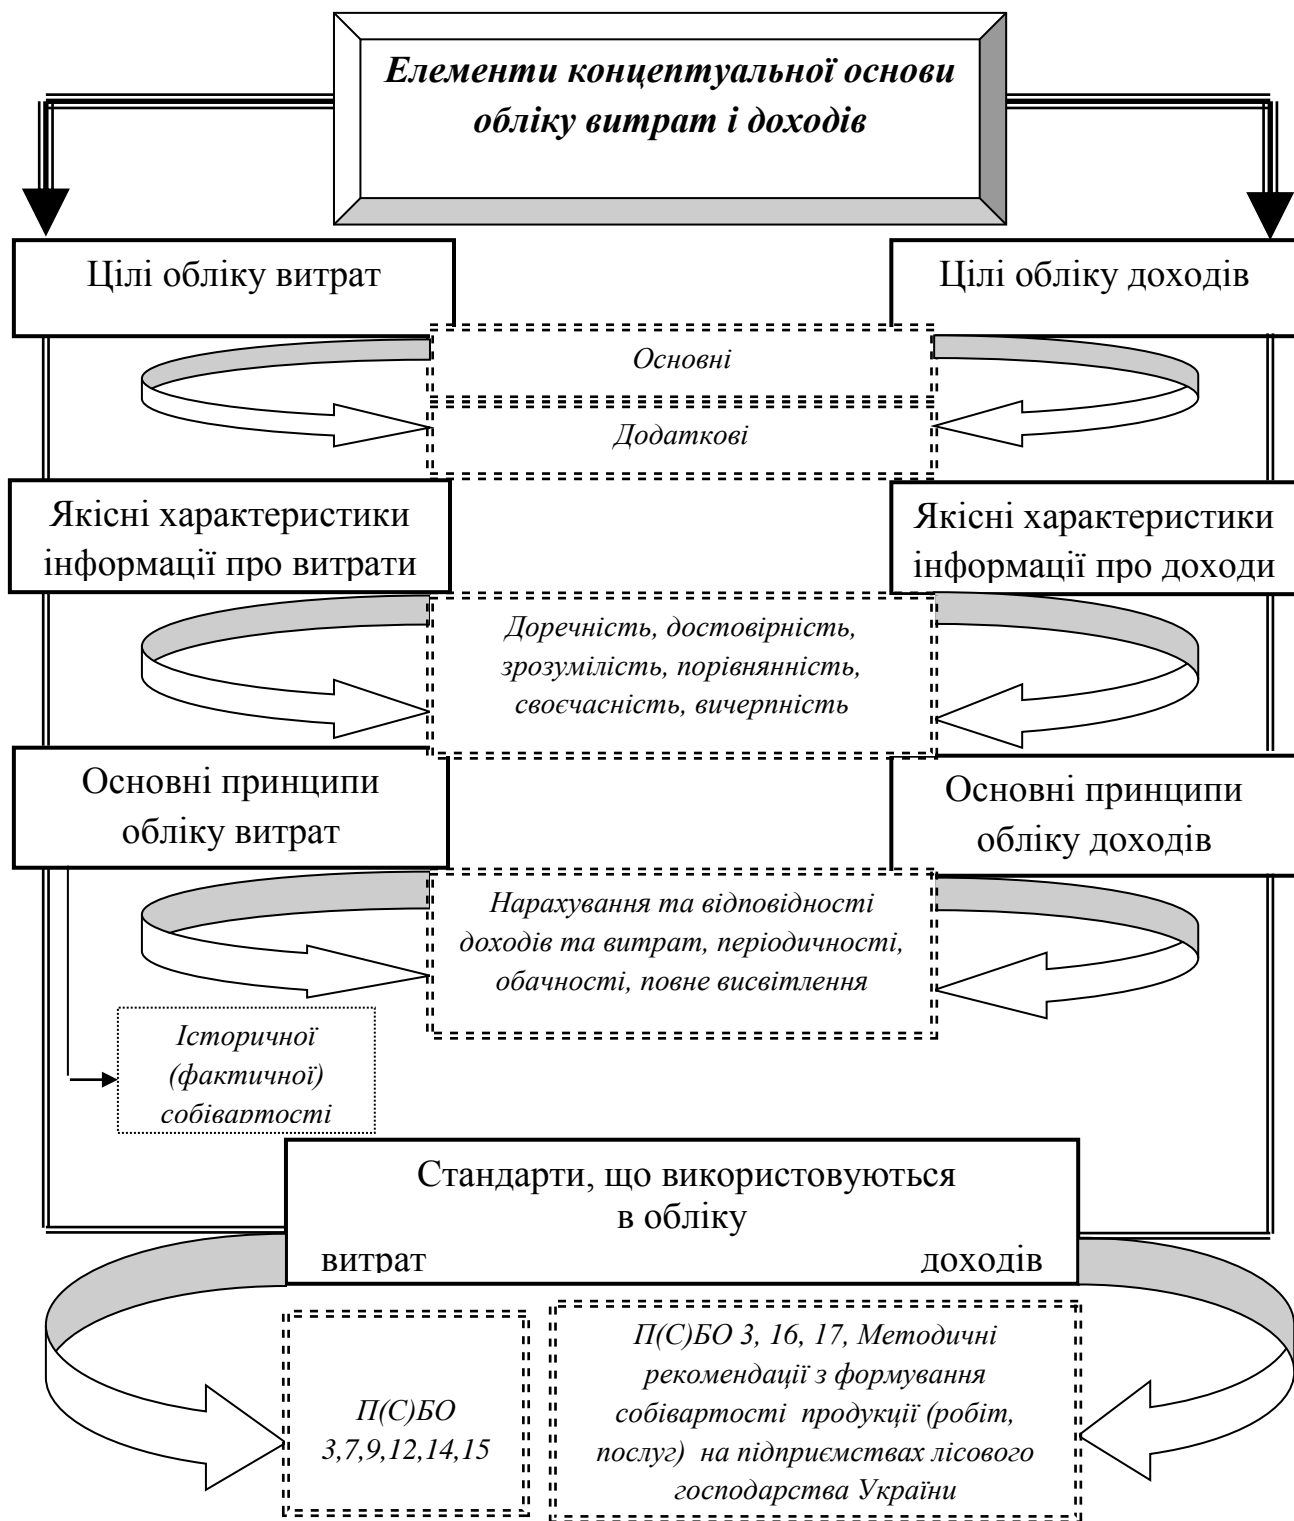 Елементи концептуальної основи
обліку витрат і доходів
Цілі обліку витрат
Цілі обліку доходів
Основні
Додаткові
Якісні характеристики
інформації про витрати
Якісні характеристики
інформації про доходи
Доречність, достовірність,
зрозумілість, порівнянність,
своєчасність, вичерпність
Основні принципи
обліку витрат
Основні принципи
обліку доходів
Нарахування та відповідності
доходів та витрат, періодичності,
обачності, повне висвітлення
Історичної
(фактичної)
собівартості
Стандарти, що використовуються
в обліку
витрат доходів
П(С)БО
3,7,9,12,14,15
П(С)БО 3, 16, 17, Методичні
рекомендації з формування
собівартості продукції (робіт,
послуг) на підприємствах лісового
господарства України